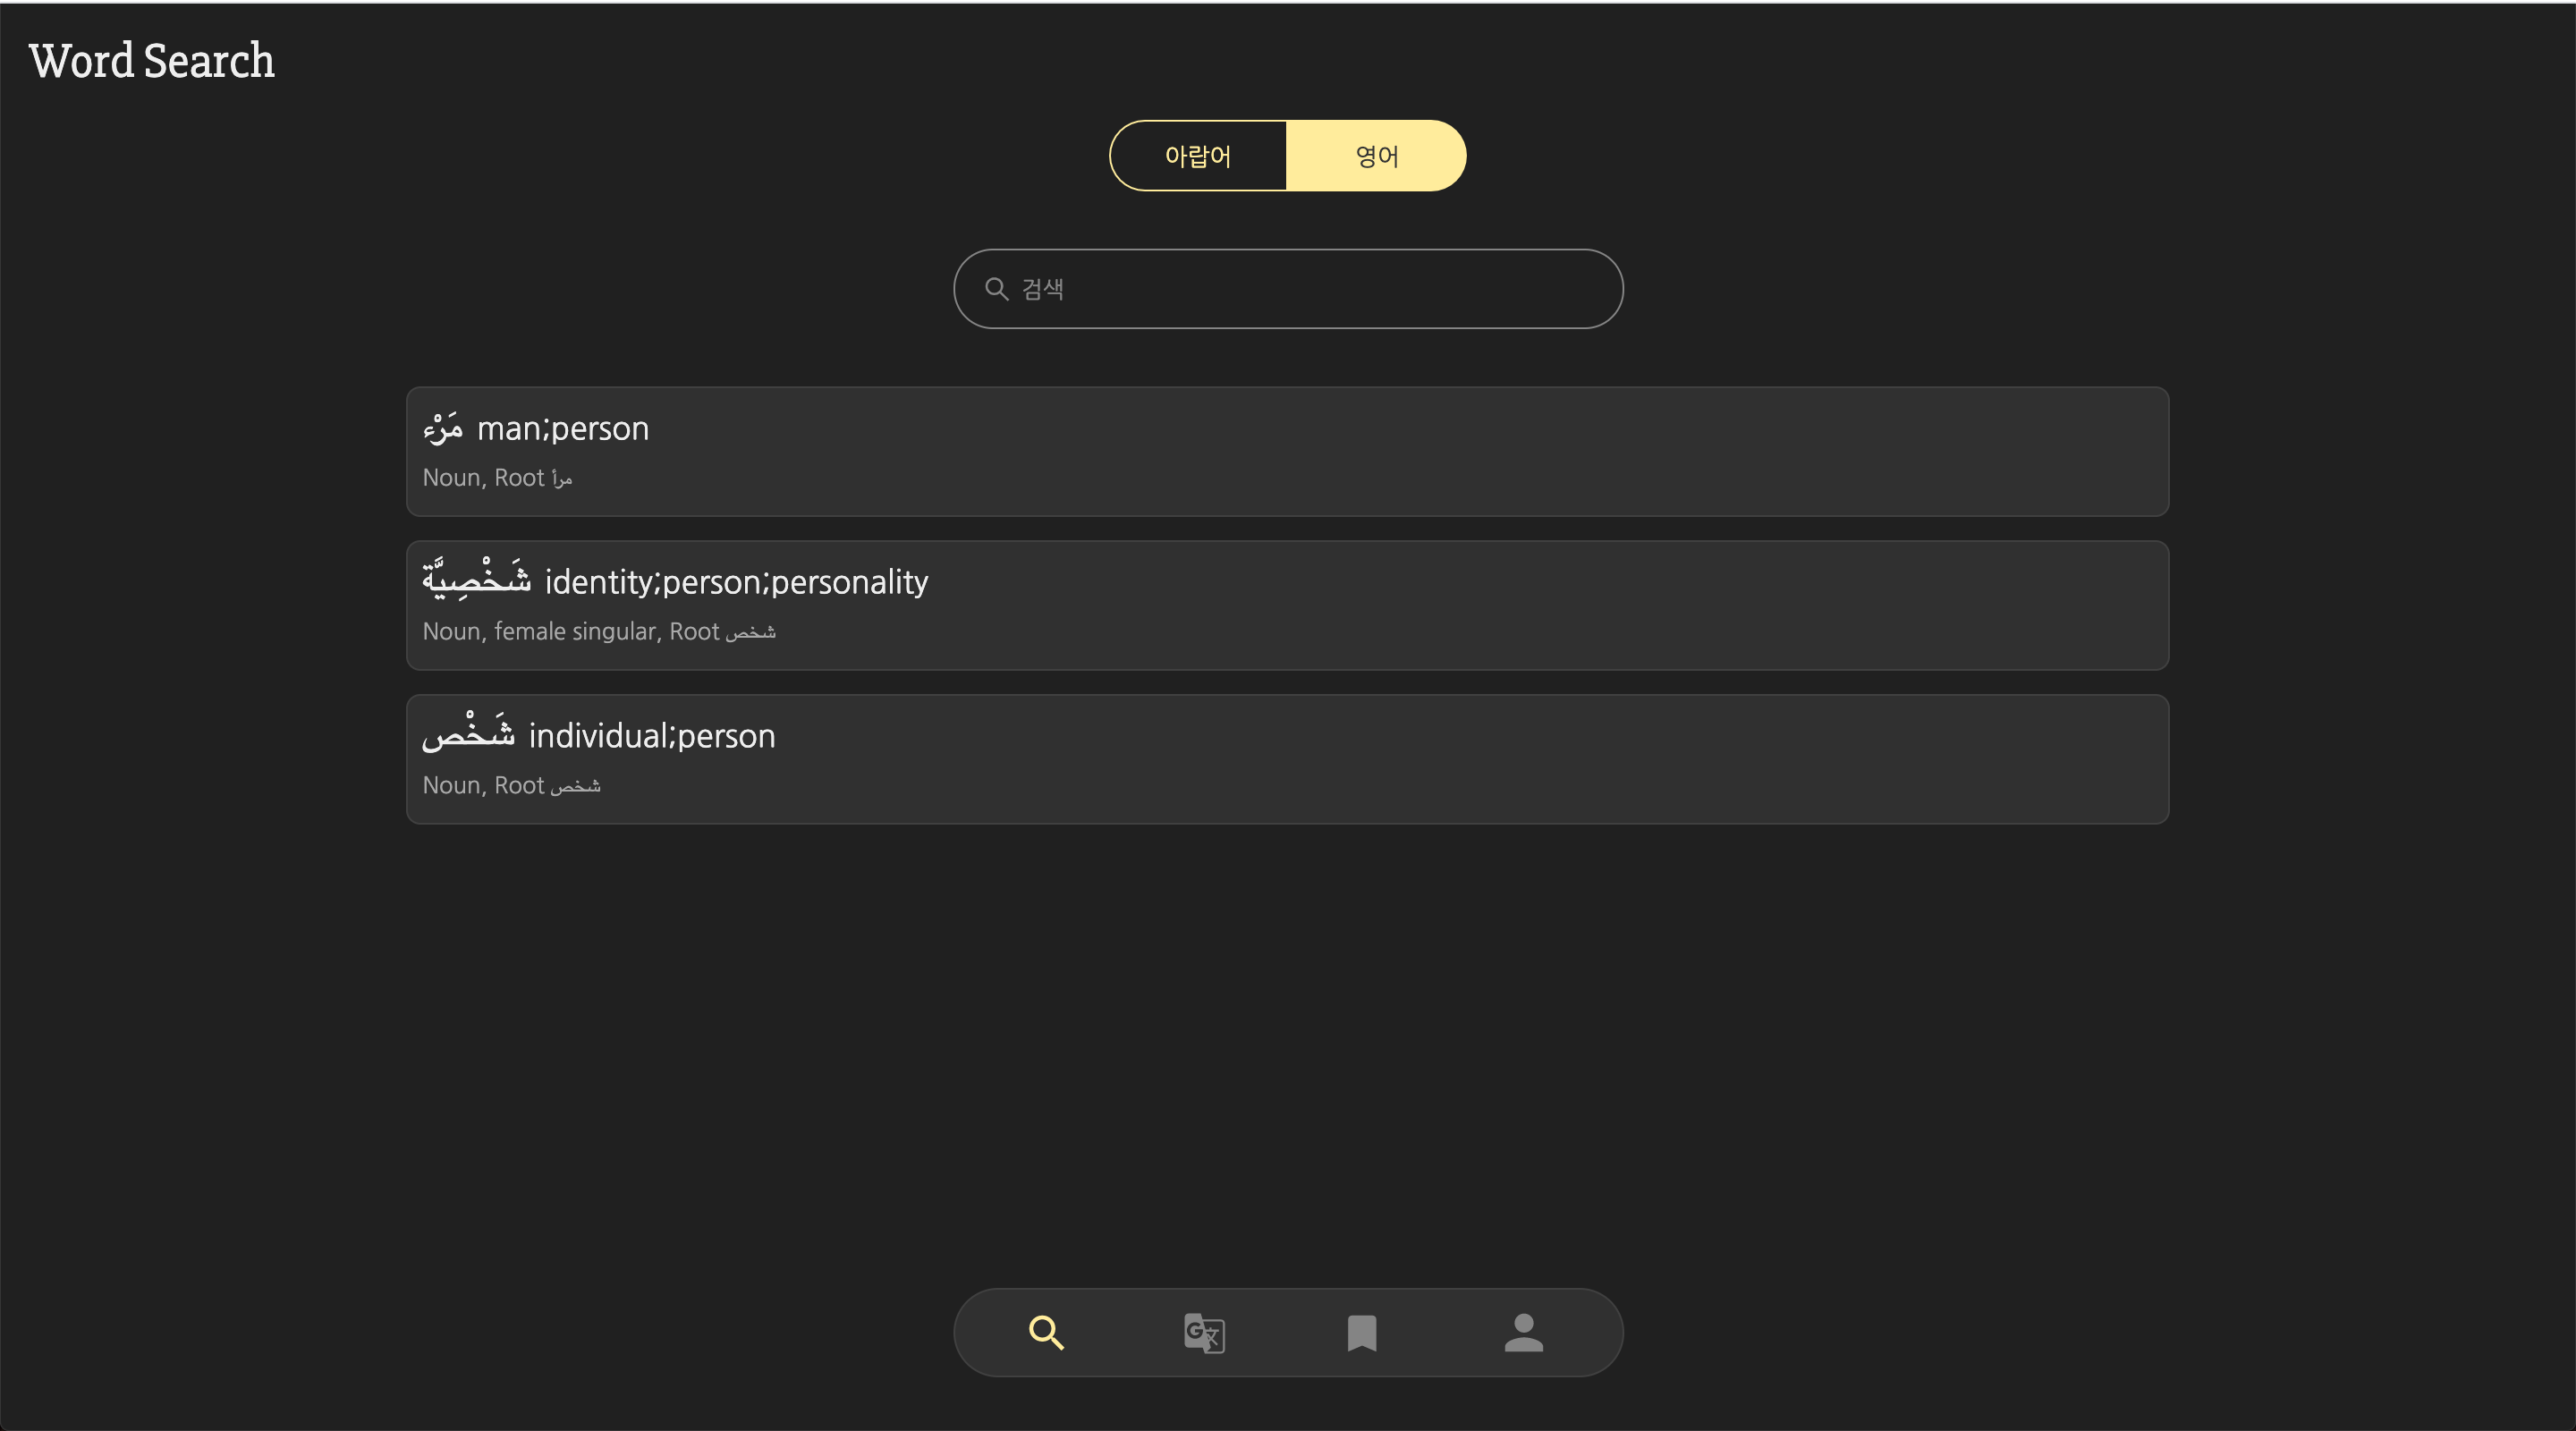 Word Search
아랍어 영어
검색
مَرْء man;person
Noun, Root مرأ
شَخْصِيَّة identity;person;personality
Noun, female singular, Root شخص
شَخْص individual;person
Noun, Root شخص